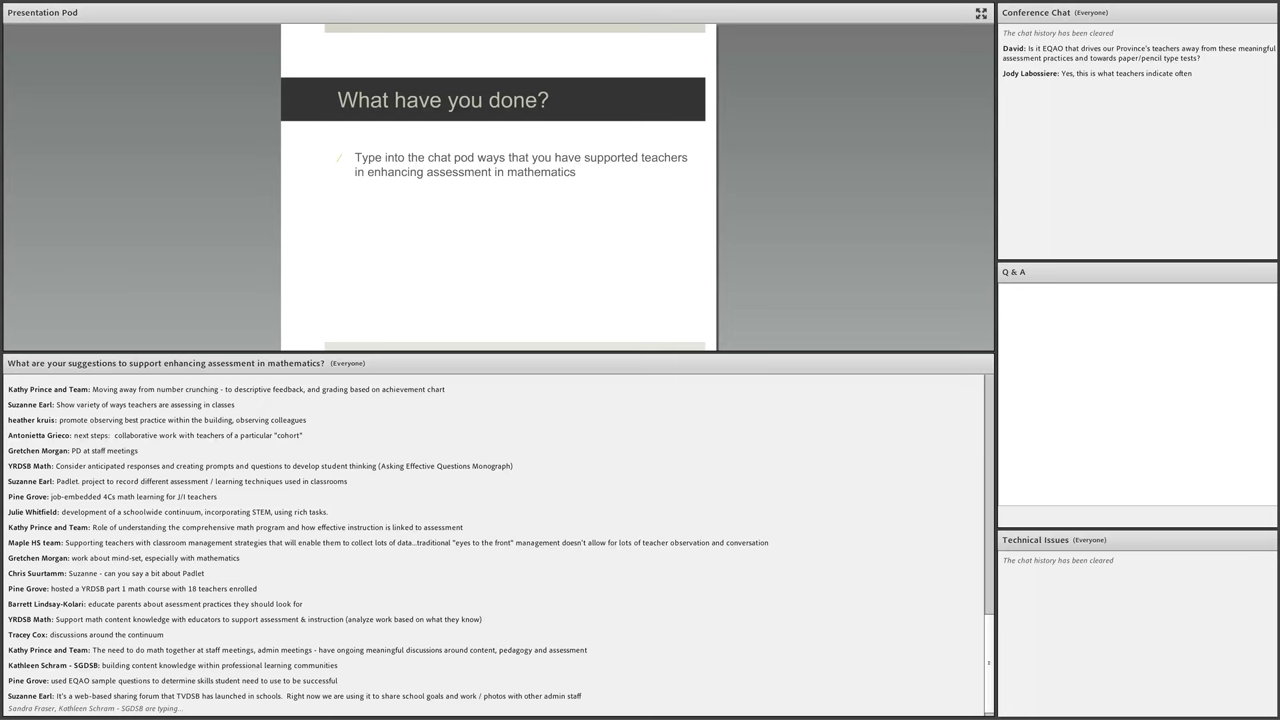 Presentation Pod
What have you done?
Type into the chat pod ways that you have supported teachers
in enhancing assessment in mathematics
What are your suggestions to support enhancing assessment in mathematics? (Everyone)
Kathy Prince and Team: Moving away from number crunching - to descriptive feedback, and grading based on achievement chart
Suzanne Earl: Show variety of ways teachers are assessing in classes
heather kruis: promote observing best practice within the building, observing colleagues
Antonietta Grieco: next steps: collaborative work with teachers of a particular "cohort"
Gretchen Morgan: PD at staff meetings
YRDSB Math: Consider anticipated responses and creating prompts and questions to develop student thinking (Asking Effective Questions Monograph)
Suzanne Earl: Padlet. project to record different assessment / learning techniques used in classrooms
Pine Grove: job-embedded 4Cs math learning for J/I teachers
Julie Whitfield: development of a schoolwide continuum, incorporating STEM, using rich tasks.
Kathy Prince and Team: Role of understanding the comprehensive math program and how effective instruction is linked to assessment
Maple HS team: Supporting teachers with classroom management strategies that will enable them to collect lots of data...traditional "eyes to the front" management doesn't allow for lots of teacher observation and conversation
Gretchen Morgan: work about mind-set, especially with mathematics
Chris Suurtamm: Suzanne - can you say a bit about Padlet
Pine Grove: hosted a YRDSB part 1 math course with 18 teachers enrolled
Barrett Lindsay-Kolari: educate parents about asessment practices they should look for
YRDSB Math: Support math content knowledge with educators to support assessment & instruction (analyze work based on what they know)
Tracey Cox: discussions around the continuum
Kathy Prince and Team: The need to do math together at staff meetings, admin meetings - have ongoing meaningful discussions around content, pedagogy and assessment
Kathleen Schram - SGDSB: building content knowledge within professional learning communities
Pine Grove: used EQAO sample questions to determine skills student need to use to be successful
Suzanne Earl: It's a web-based sharing forum that TVDSB has launched in schools. Right now we are using it to share school goals and work / photos with other admin staff
Sandra Fraser, Kathleen Schram - SGDSB are typing...
Conference Chat (Everyone)
The chat history has been cleared
David: Is it EQAO that drives our Province's teachers away from these meaningful
assessment practices and towards paper/pencil type tests?
Jody Labossiere: Yes, this is what teachers indicate often
Q & A
Technical Issues (Everyone)
The chat history has been cleared